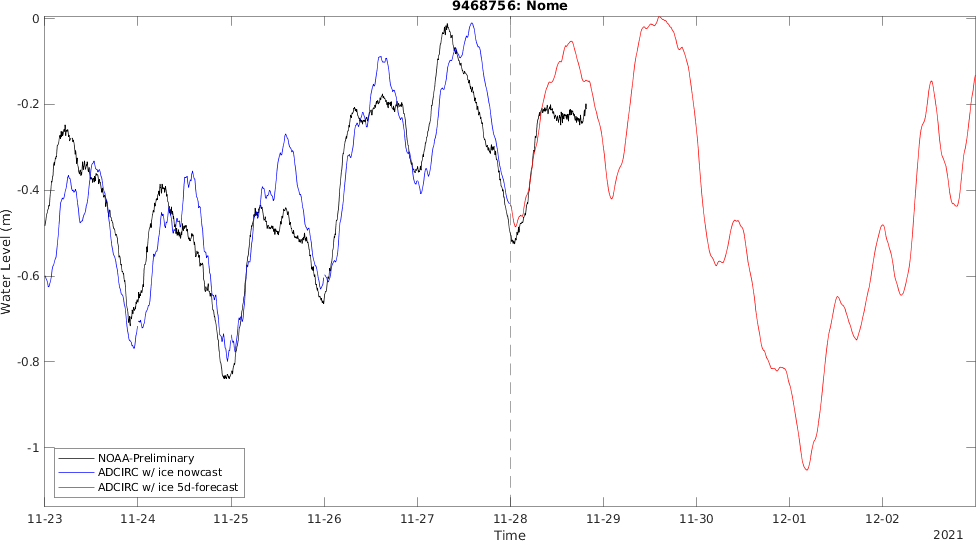 9468756: Nome
0
-0.2
-0.4
-0.6
-0.8
-1
Water Level (m)
NOAA-Preliminary
ADCIRC w/ ice nowcast
ADCIRC w/ ice 5d-forecast
11-23 11-24 11-25 11-26 11-27 11-28 11-29 11-30 12-01 12-02
Time
2021